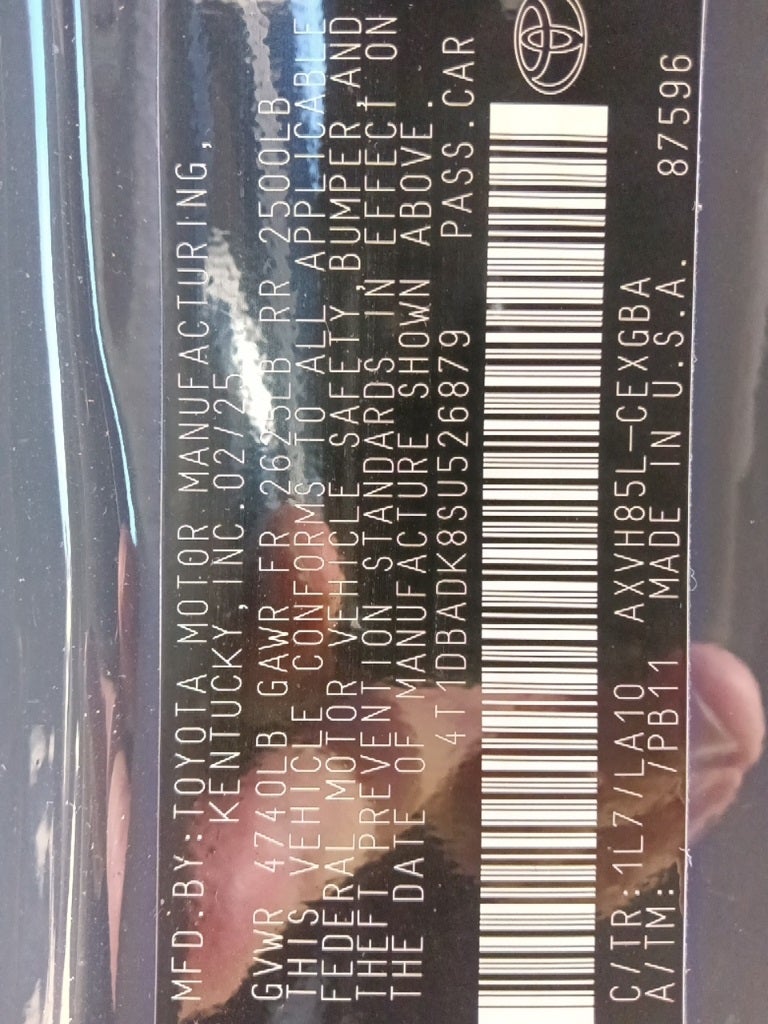 MFD.BY:TOYOTA MOTOR MANUFACTURING,
KENTUCKY,INC.02/25
GVWR 4740LB GAWR FR 2625LB RR 2500LB
THIS VEHICLE CONFORMS TO ALL APPLICABLE
FEDERAL MOTOR VEHICLE SAFETY,BUMPER,AND
THEFT PREVENTION STANDARDS IN EFFECT ON
THE DATE OF MANUFACTURE SHOWN ABOVE.
4T1DBADK8SU526879 PASS.CAR
C/TR:1L7/LA10 AXVH85L-CEXGBA
A/TM: /PB11 MADE IN U.S.A. 87596